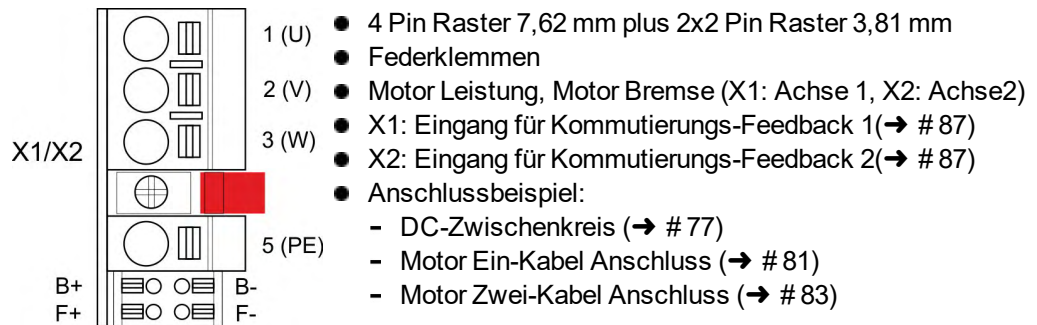 X1/X2
1 (U)
2 (V)
3 (W)
5 (PE)
B+ B-
F+ F-
● 4 Pin Raster 7,62 mm plus 2x2 Pin Raster 3,81 mm
● Federklemmen
● Motor Leistung, Motor Bremse (X1: Achse 1, X2: Achse2)
● X1: Eingang für Kommutierungs-Feedback 1(➜ # 87)
● X2: Eingang für Kommutierungs-Feedback 2(➜ # 87)
● Anschlussbeispiel:
- DC-Zwischenkreis (➜ # 77)
- Motor Ein-Kabel Anschluss (➜ # 81)
- Motor Zwei-Kabel Anschluss (➜ # 83)